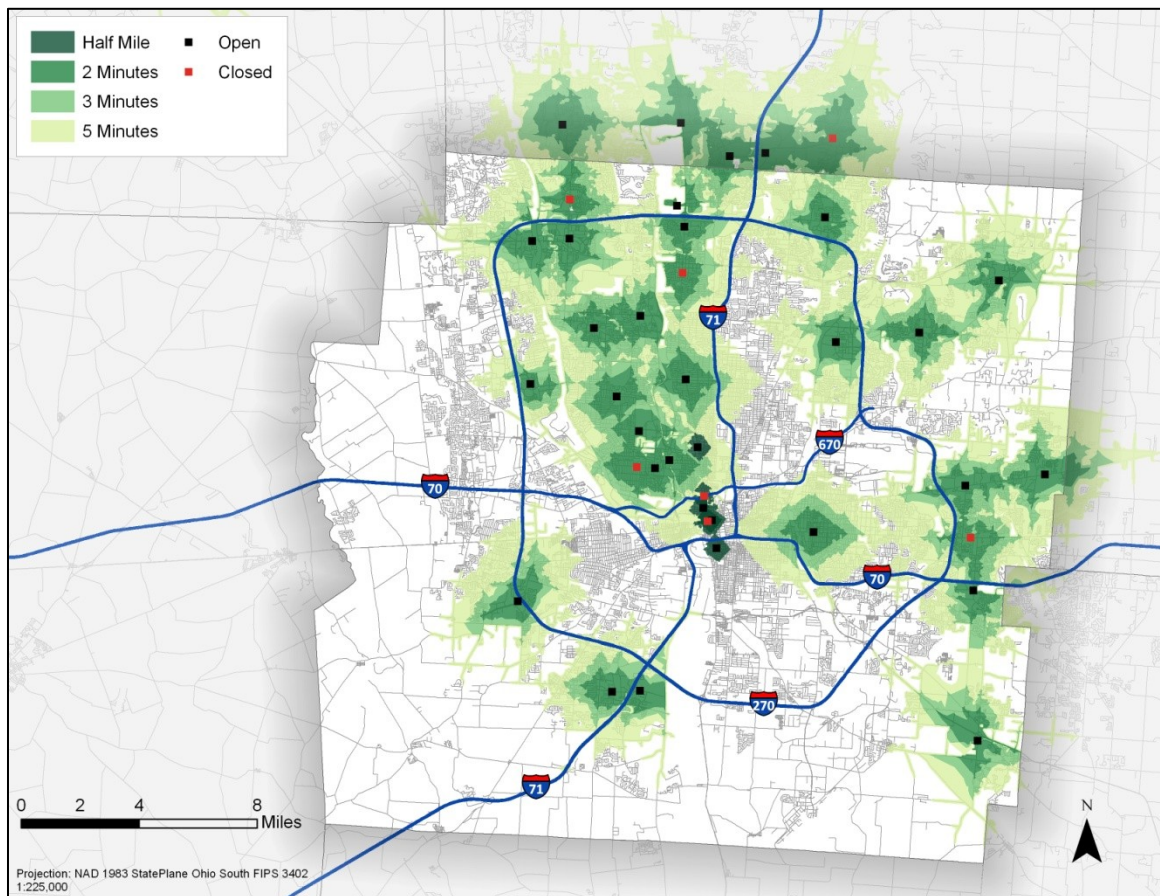 Half Mile
2 Minutes
3 Minutes
5 Minutes
Open
Closed
71
670
70
70
270
71
0 4 8
Miles
N
Projection: NAD 1983 StatePlane Ohio South FIPS 3402
1:225,000